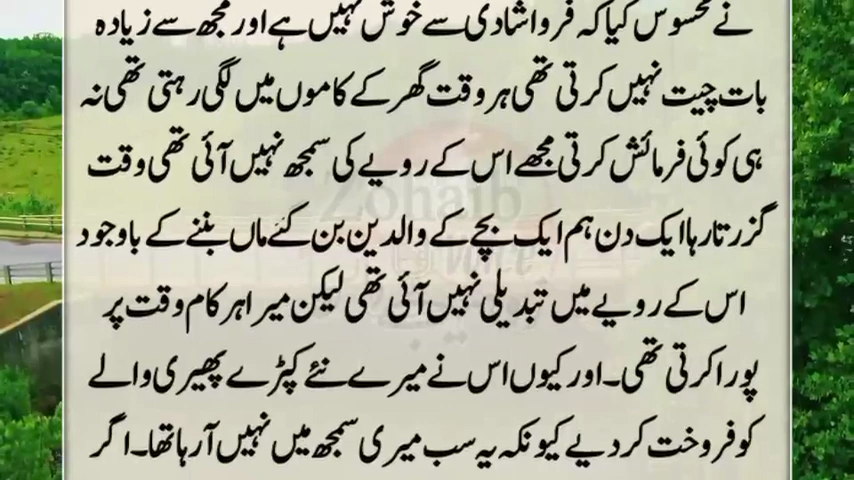 نے محسوس کیا کہ فروا شادی سے خوش نہیں ہے اور مجھ سے زیادہ
بات چیت نہیں کرتی تھی ہر وقت گھر کے کاموں میں لگی رہتی تھی نہ
ہی کوئی فرمائش کرتی مجھے اس کے رویے کی سمجھ نہیں آئی تھی وقت
گزرتا رہا ایک دن ہم ایک بچے کے والدین بن گئے ماں بننے کے باوجود
اس کے رویے میں تبدیلی نہیں آئی تھی لیکن میرا ہر کام وقت پر
پورا کرتی تھی۔ اور کیوں اس نے میرے نئے کپڑے پھیری والے
کو فروخت کر دیے کیونکہ یہ سب میری سمجھ میں نہیں آ رہا تھا۔ اگر
Zohaib
Voice